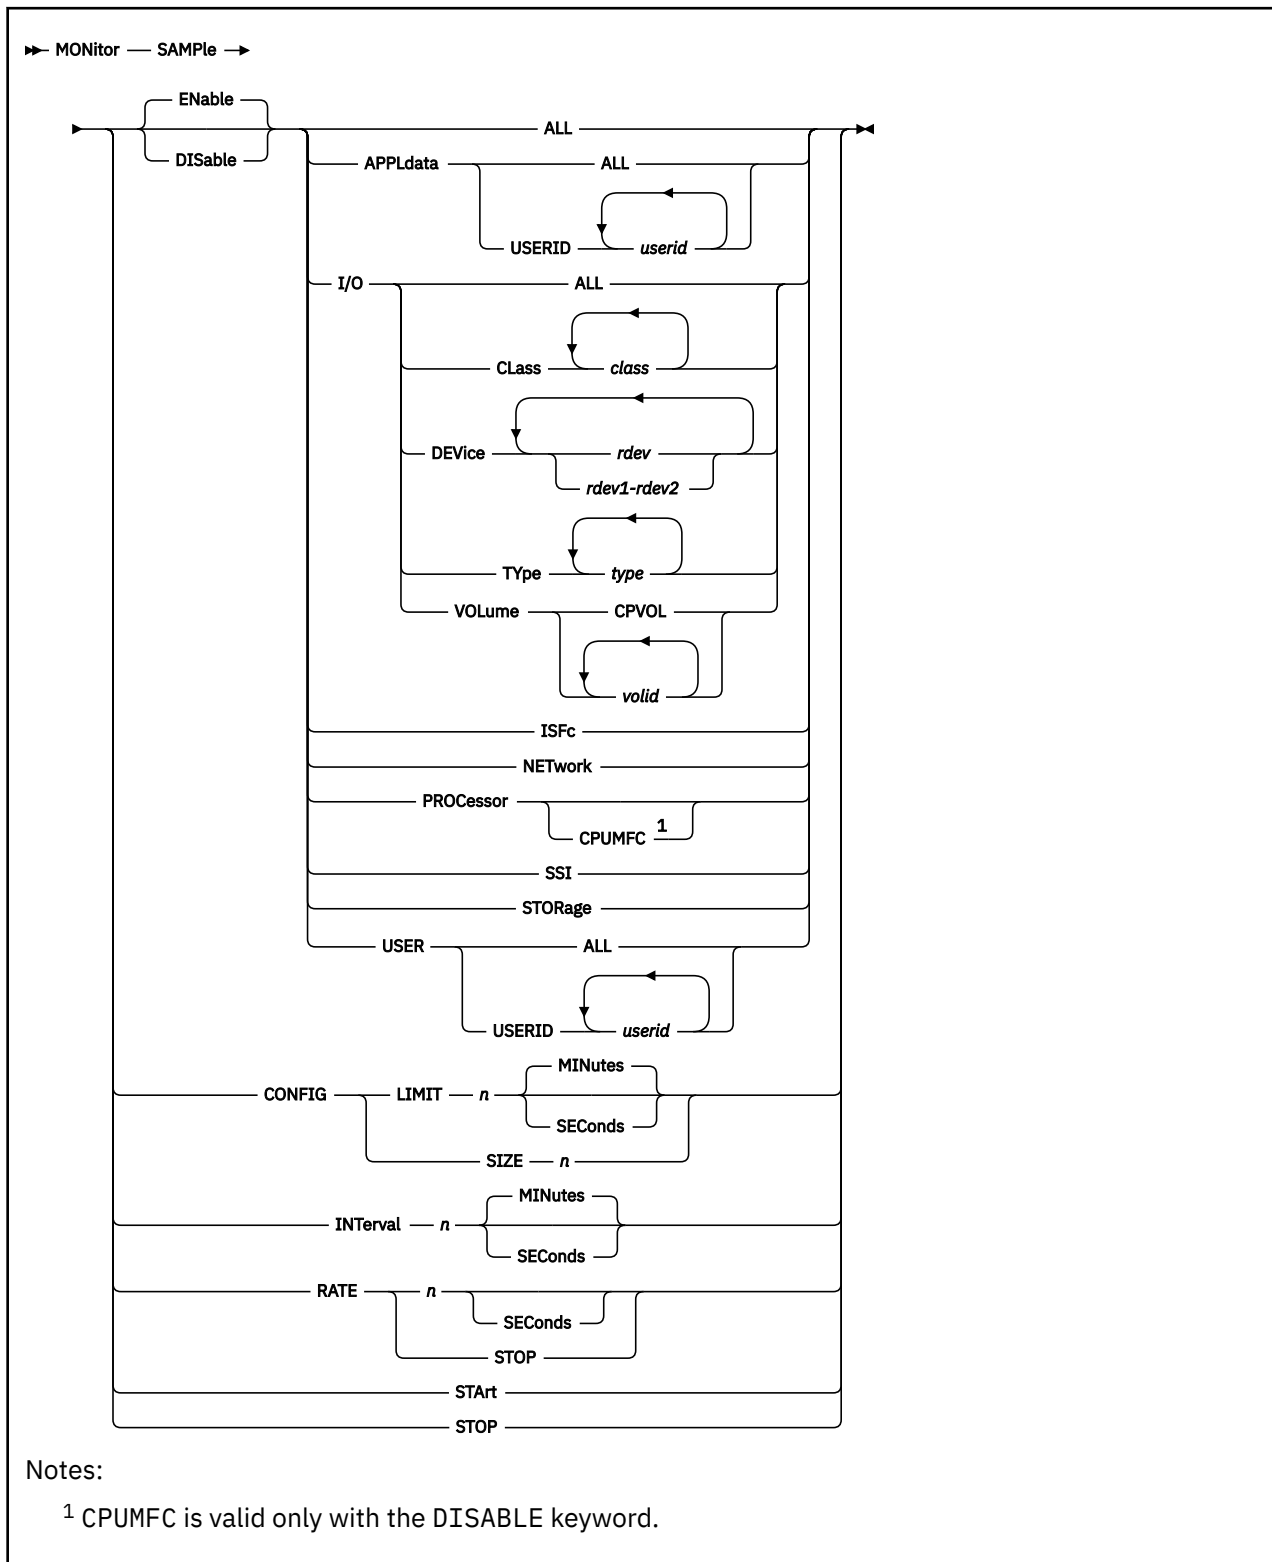 MONitor SAMPle
ENable
ALL
DISable
APPLdata ALL
USERID userid
I/O ALL
CLass class
DEVice rdev
rdev1-rdev2
TYpe type
VOLume CPVOL
volid
ISFc
NETwork
PROCessor
CPUMFC 1
SSI
STORage
USER ALL
USERID userid
MINutes
CONFIG LIMIT n
SEConds
SIZE n
MINutes
INTerval n
SEConds
RATE n
SEConds
STOP
STArt
STOP
Notes:
1 CPUMFC is valid only with the DISABLE keyword.